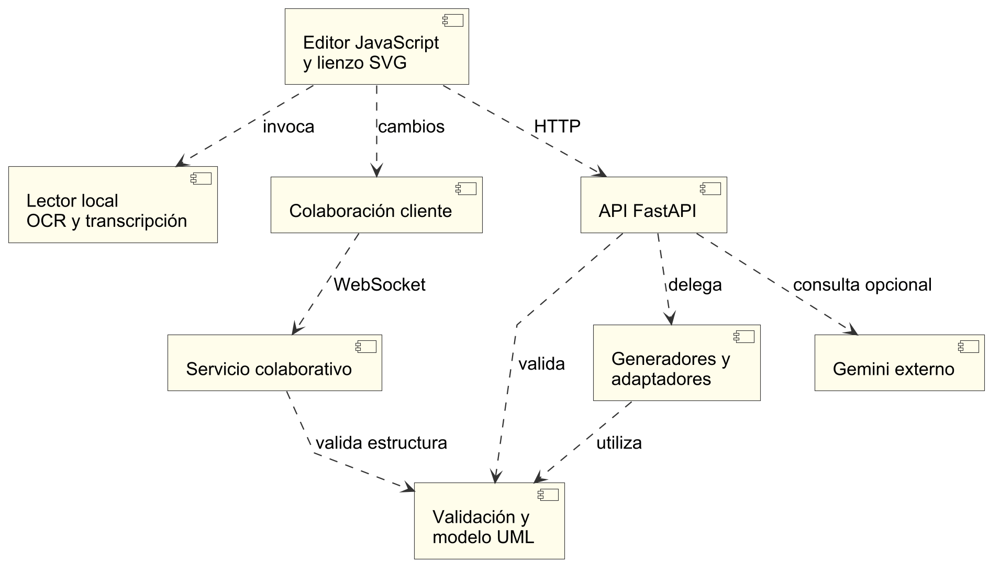 Editor JavaScript
y lienzo SVG
invoca
cambios
HTTP
Lector local
OCR y transcripción
Colaboración cliente
API FastAPI
WebSocket
delega
consulta opcional
Servicio colaborativo
valida
Generadores y
adaptadores
Gemini externo
valida estructura
utiliza
Validación y
modelo UML